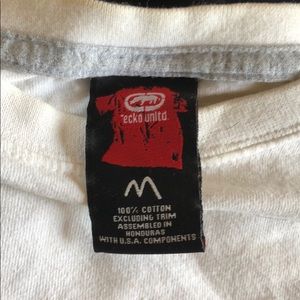 *ecko unltd.
M
100% COTTON
EXCLUDING TRIM
ASSEMBLED IN
HONDURAS
WITH U.S.A. COMPONENTS